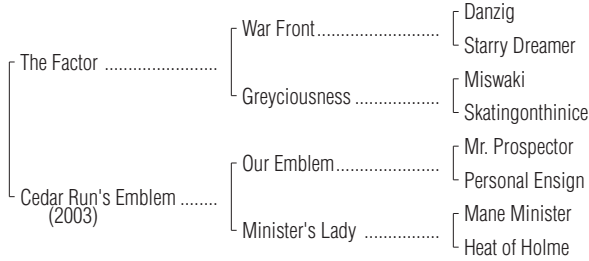 Danzig
War Front
Starry Dreamer
The Factor
Miswaki
Greyciousness
Skatingonthinice
Mr. Prospector
Our Emblem
Personal Ensign
Cedar Run's Emblem
(2003)
Mane Minister
Minister's Lady
Heat of Holme